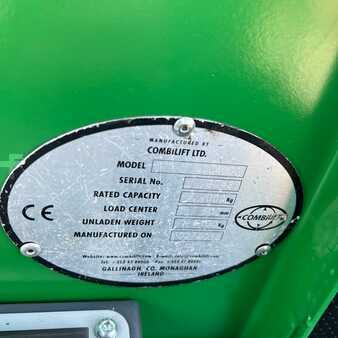 MANUFACTURED BY
COMBILIFT LTD.
MODEL
SERIAL No.
RATED CAPACITY Kg
LOAD CENTER mm
UNLADEN WEIGHT Kg
MANUFACTURED ON
CE
COMBILIFT
GALLINAGH, CO. MONAGHAN
IRELAND